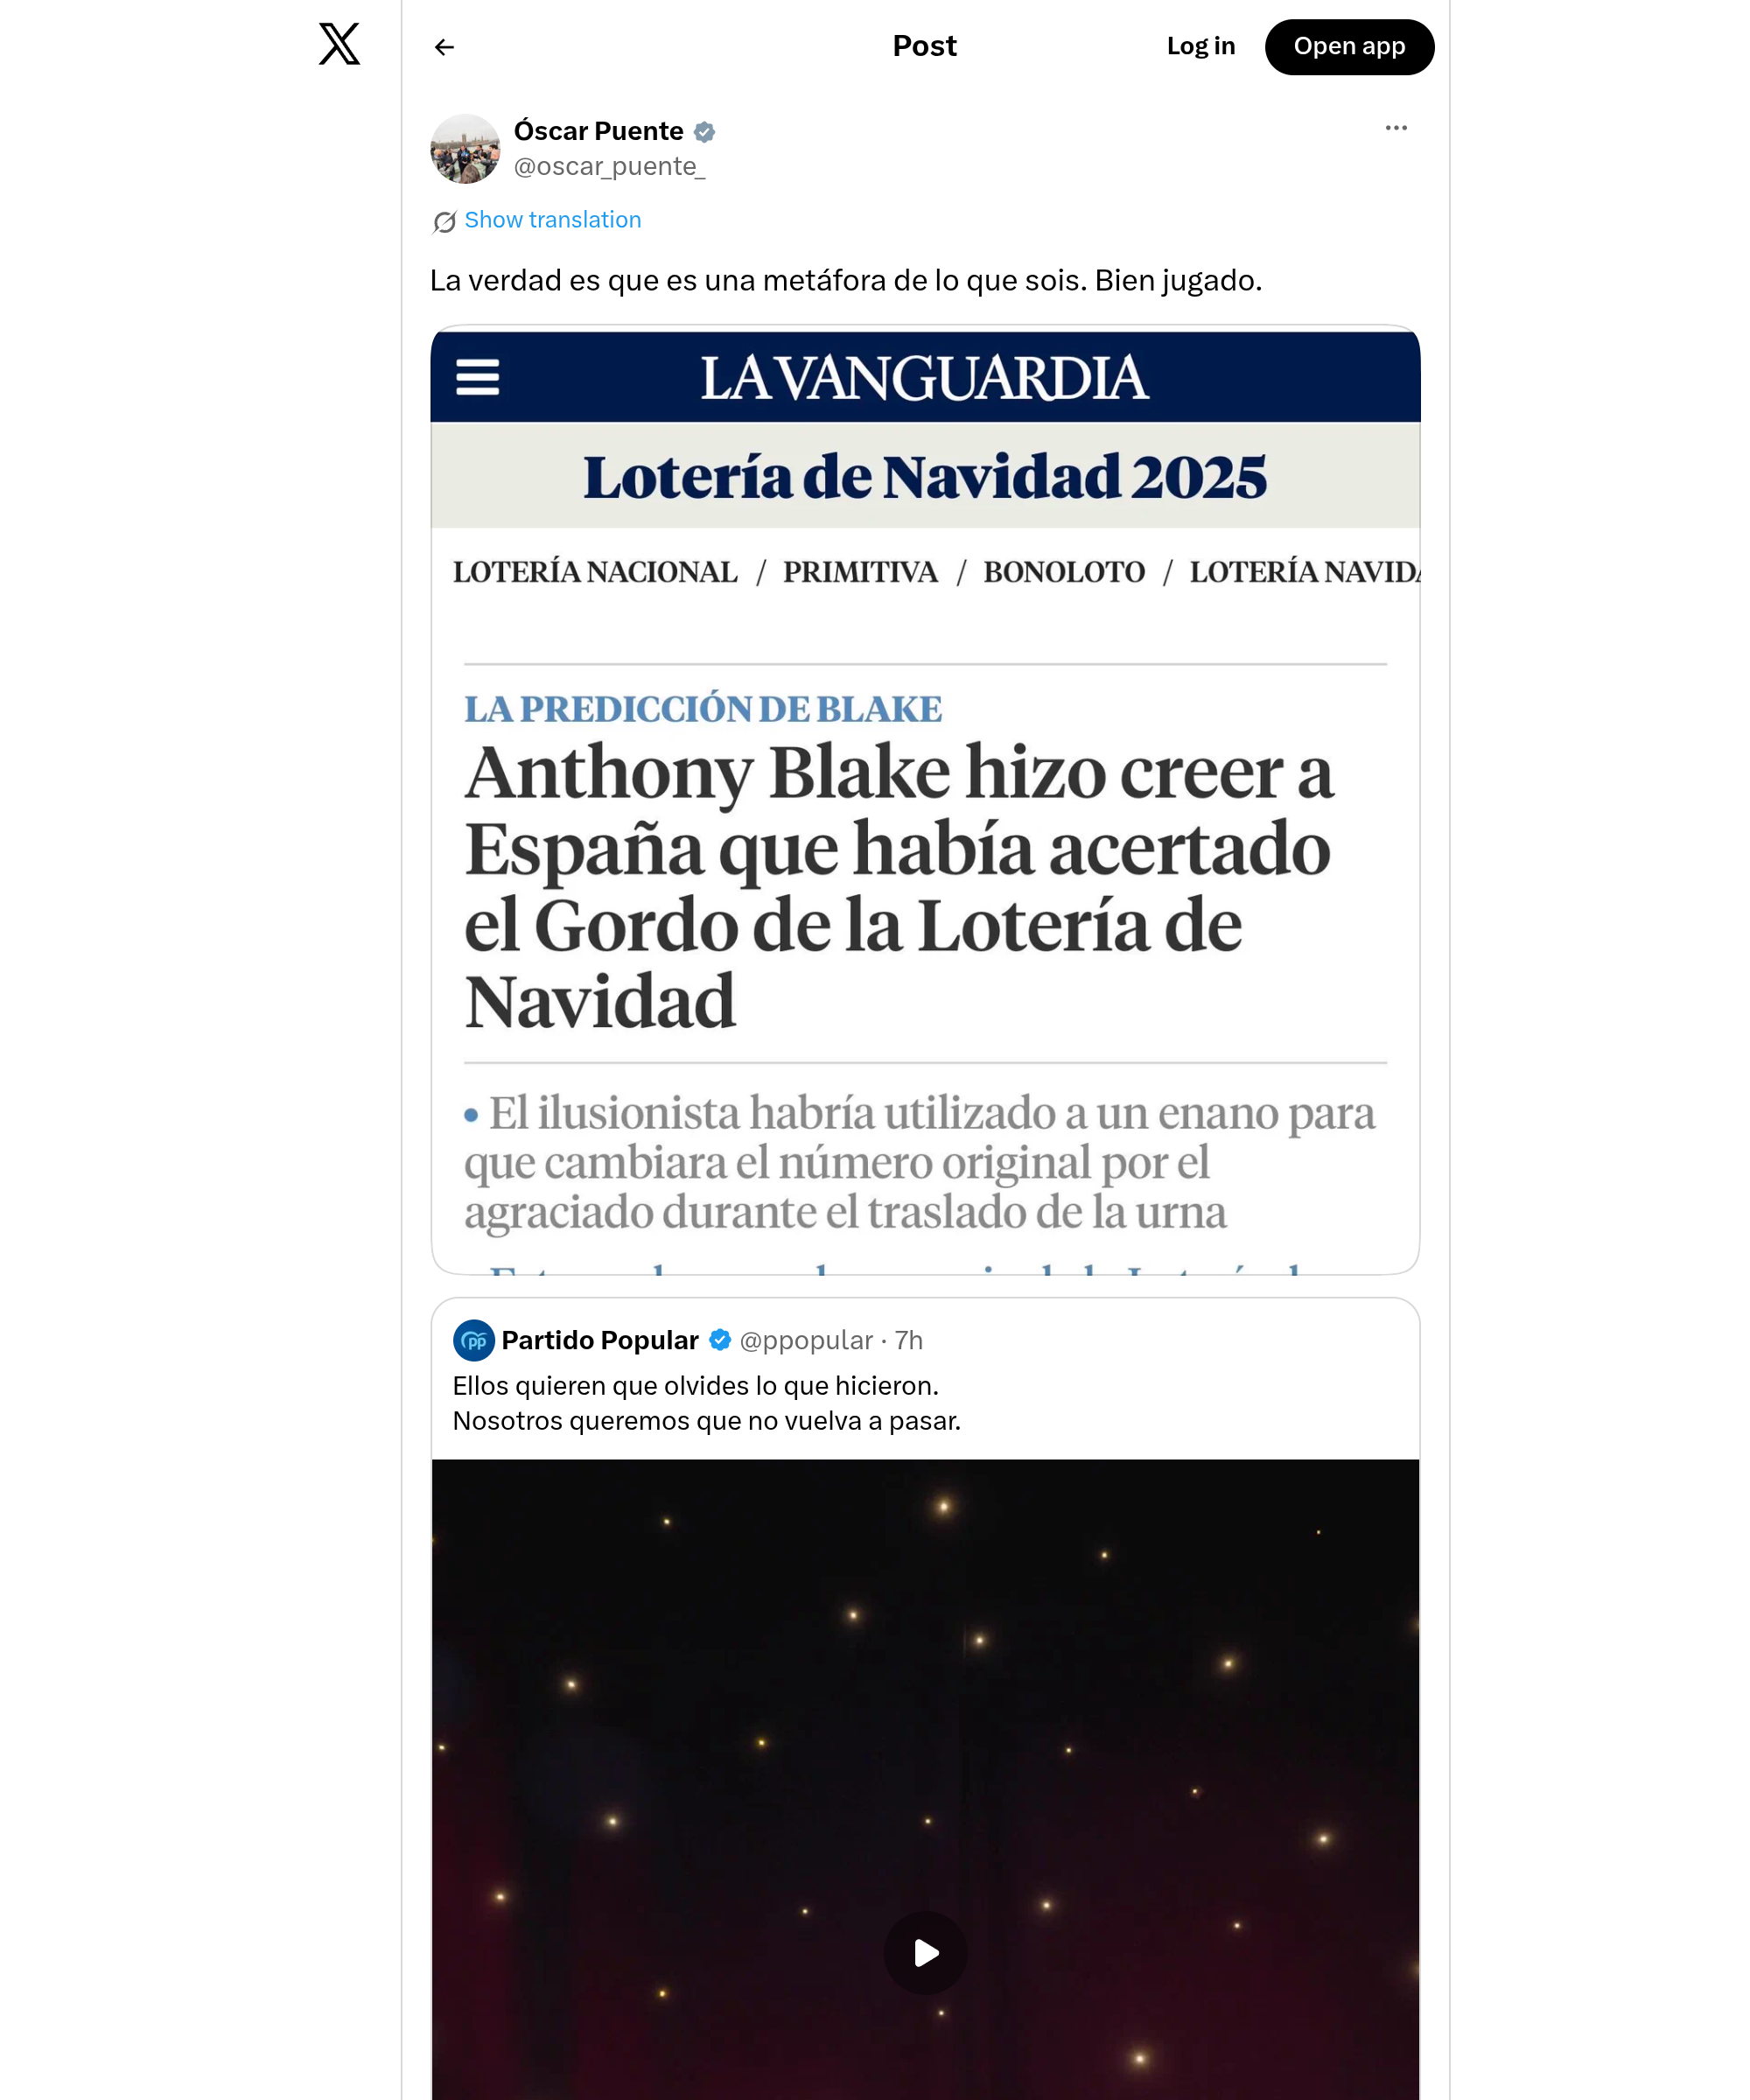 Post
Log in
Open app
Óscar Puente
@oscar_puente_
Show translation
La verdad es que es una metáfora de lo que sois. Bien jugado.
LA VANGUARDIA
Lotería de Navidad 2025
LOTERÍA NACIONAL / PRIMITIVA / BONOLOTO / LOTERÍA
LA PREDICCIÓN DE BLAKE
Anthony Blake hizo creer a
España que había acertado
el Gordo de la Lotería de
Navidad
• El ilusionista habría utilizado a un enano para
que cambiara el número original por el
agraciado durante el traslado de la urna
pp
Partido Popular @ppopular · 7h
Ellos quieren que olvides lo que hicieron.
Nosotros queremos que no vuelva a pasar.